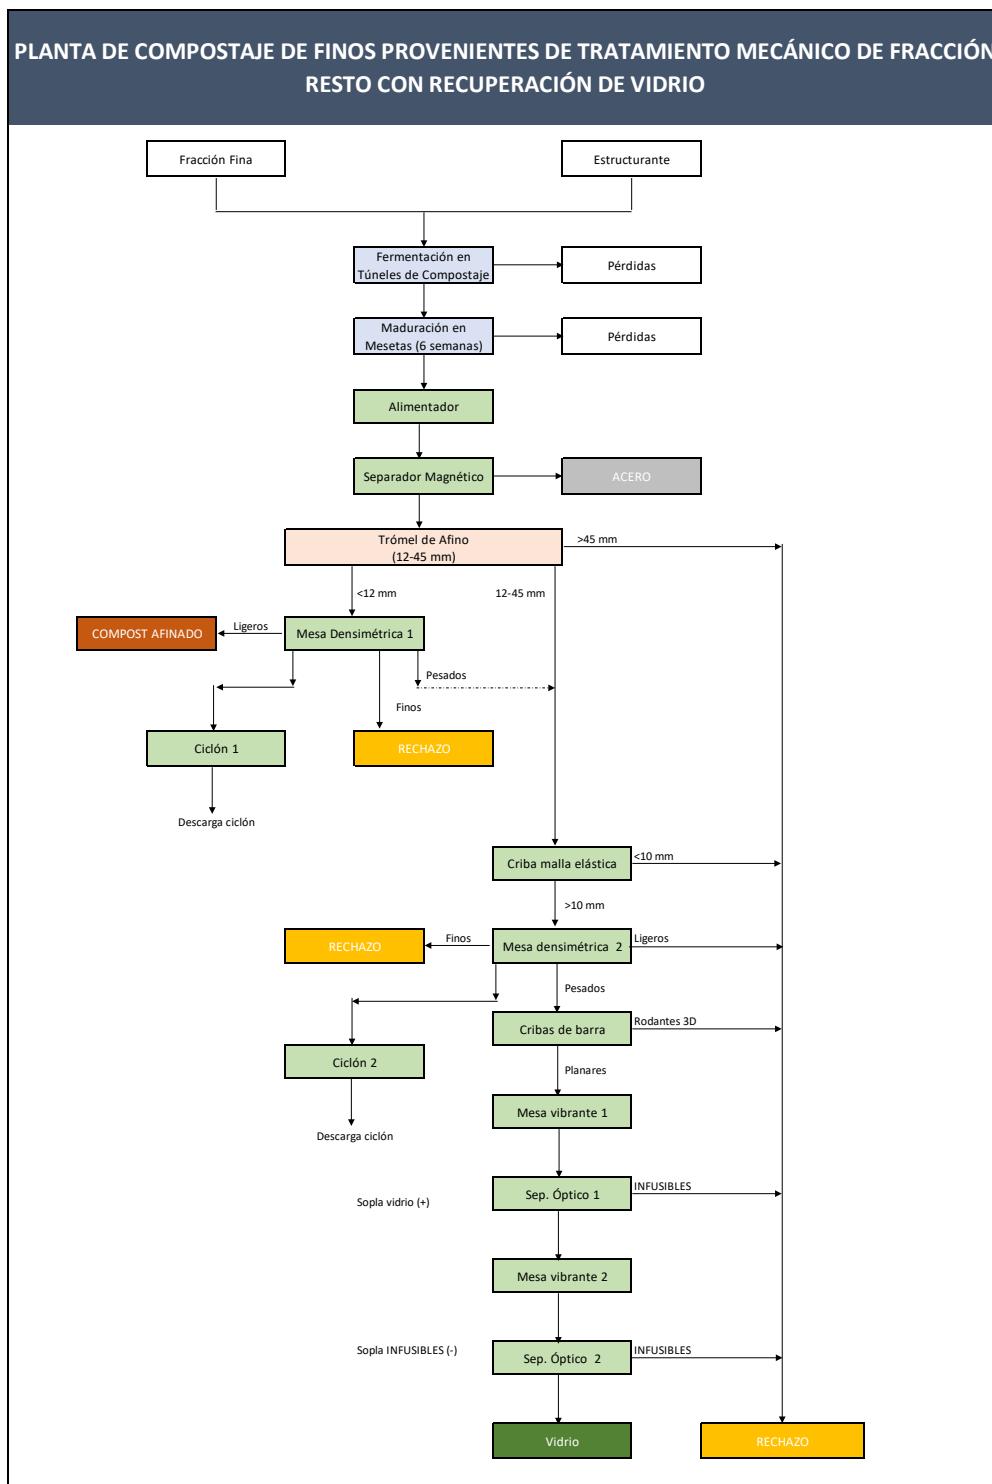 PLANTA DE COMPOSTAJE DE FINOS PROVENIENTES DE TRATAMIENTO MECÁNICO DE FRACCIÓN
RESTO CON RECUPERACIÓN DE VIDRIO
Fracción Fina
Estructurante
Fermentación en
Túneles de Compostaje
Pérdidas
Maduración en
Mesetas (6 semanas)
Pérdidas
Alimentador
Separador Magnético
ACERO
Trómel de Afino
(12-45 mm)
>45 mm
<12 mm
12-45 mm
COMPOST AFINADO
Ligeros
Mesa Densimétrica 1
Pesados
Finos
Ciclón 1
RECHAZO
Descarga ciclón
Criba malla elástica
<10 mm
>10 mm
RECHAZO
Finos
Mesa densimétrica 2
Ligeros
Pesados
Cribas de barra
Rodantes 3D
Ciclón 2
Planares
Mesa vibrante 1
Descarga ciclón
Sopla vidrio (+)
Sep. Óptico 1
INFUSIBLES
Mesa vibrante 2
Sopla INFUSIBLES (-)
Sep. Óptico 2
INFUSIBLES
Vidrio
RECHAZO